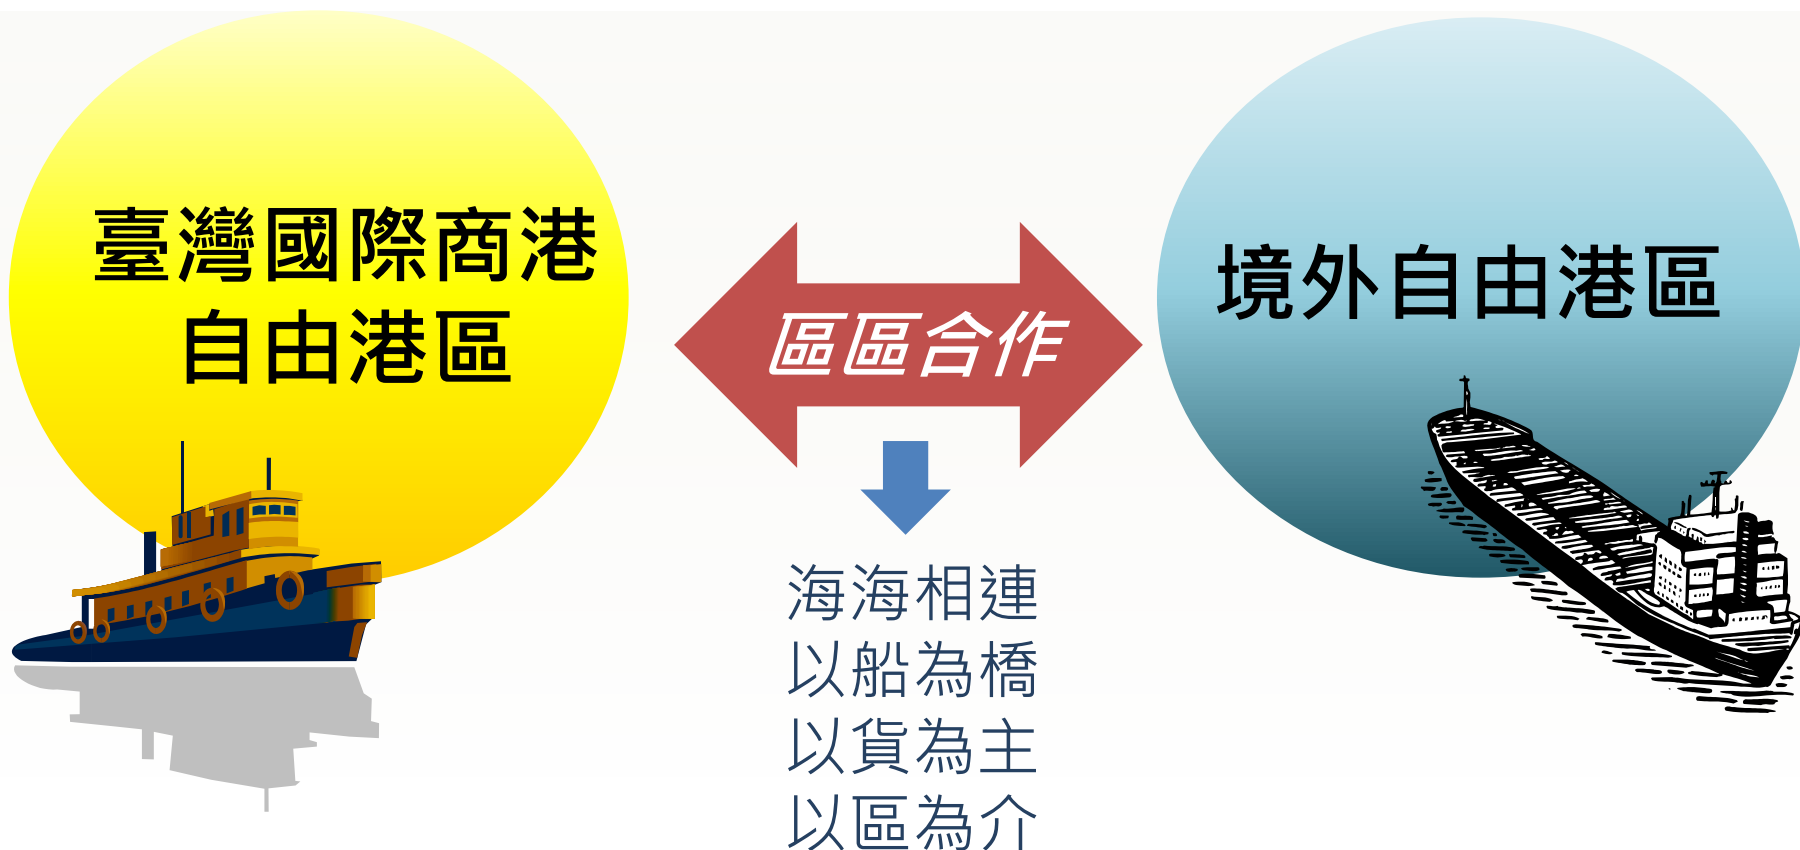 臺灣國際商港
自由港區
區區合作
境外自由港區
海海相連
以船為橋
以貨為主
以區為介